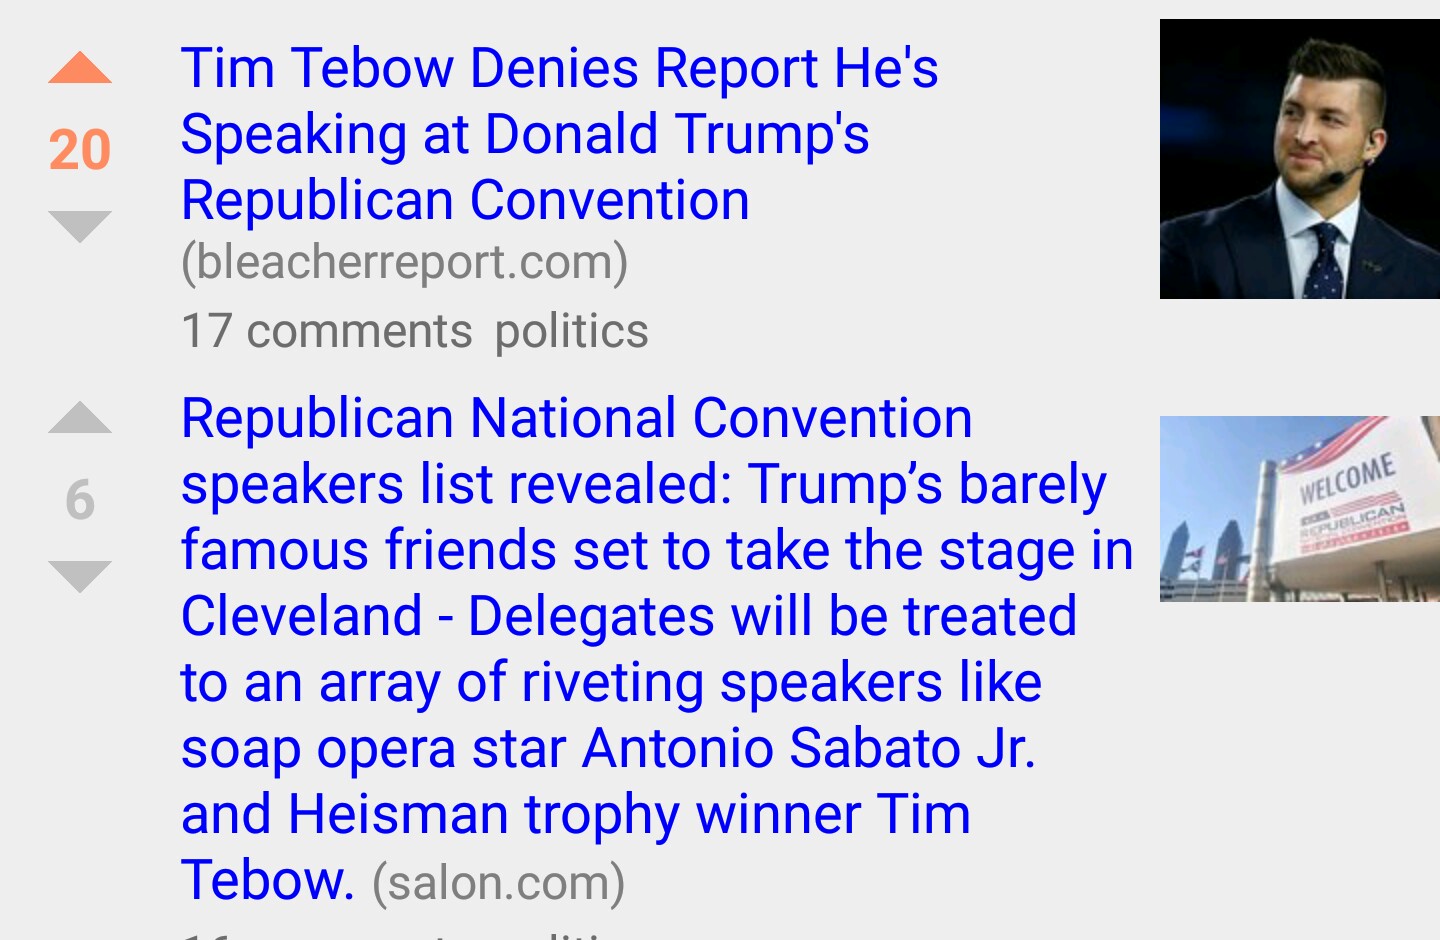 20
Tim Tebow Denies Report He's
Speaking at Donald Trump's
Republican Convention
(bleacherreport.com)
17 comments politics
6
Republican National Convention
speakers list revealed: Trump’s barely
famous friends set to take the stage in
Cleveland - Delegates will be treated
to an array of riveting speakers like
soap opera star Antonio Sabato Jr.
and Heisman trophy winner Tim
Tebow. (salon.com)
WELCOME
REPUBLICAN